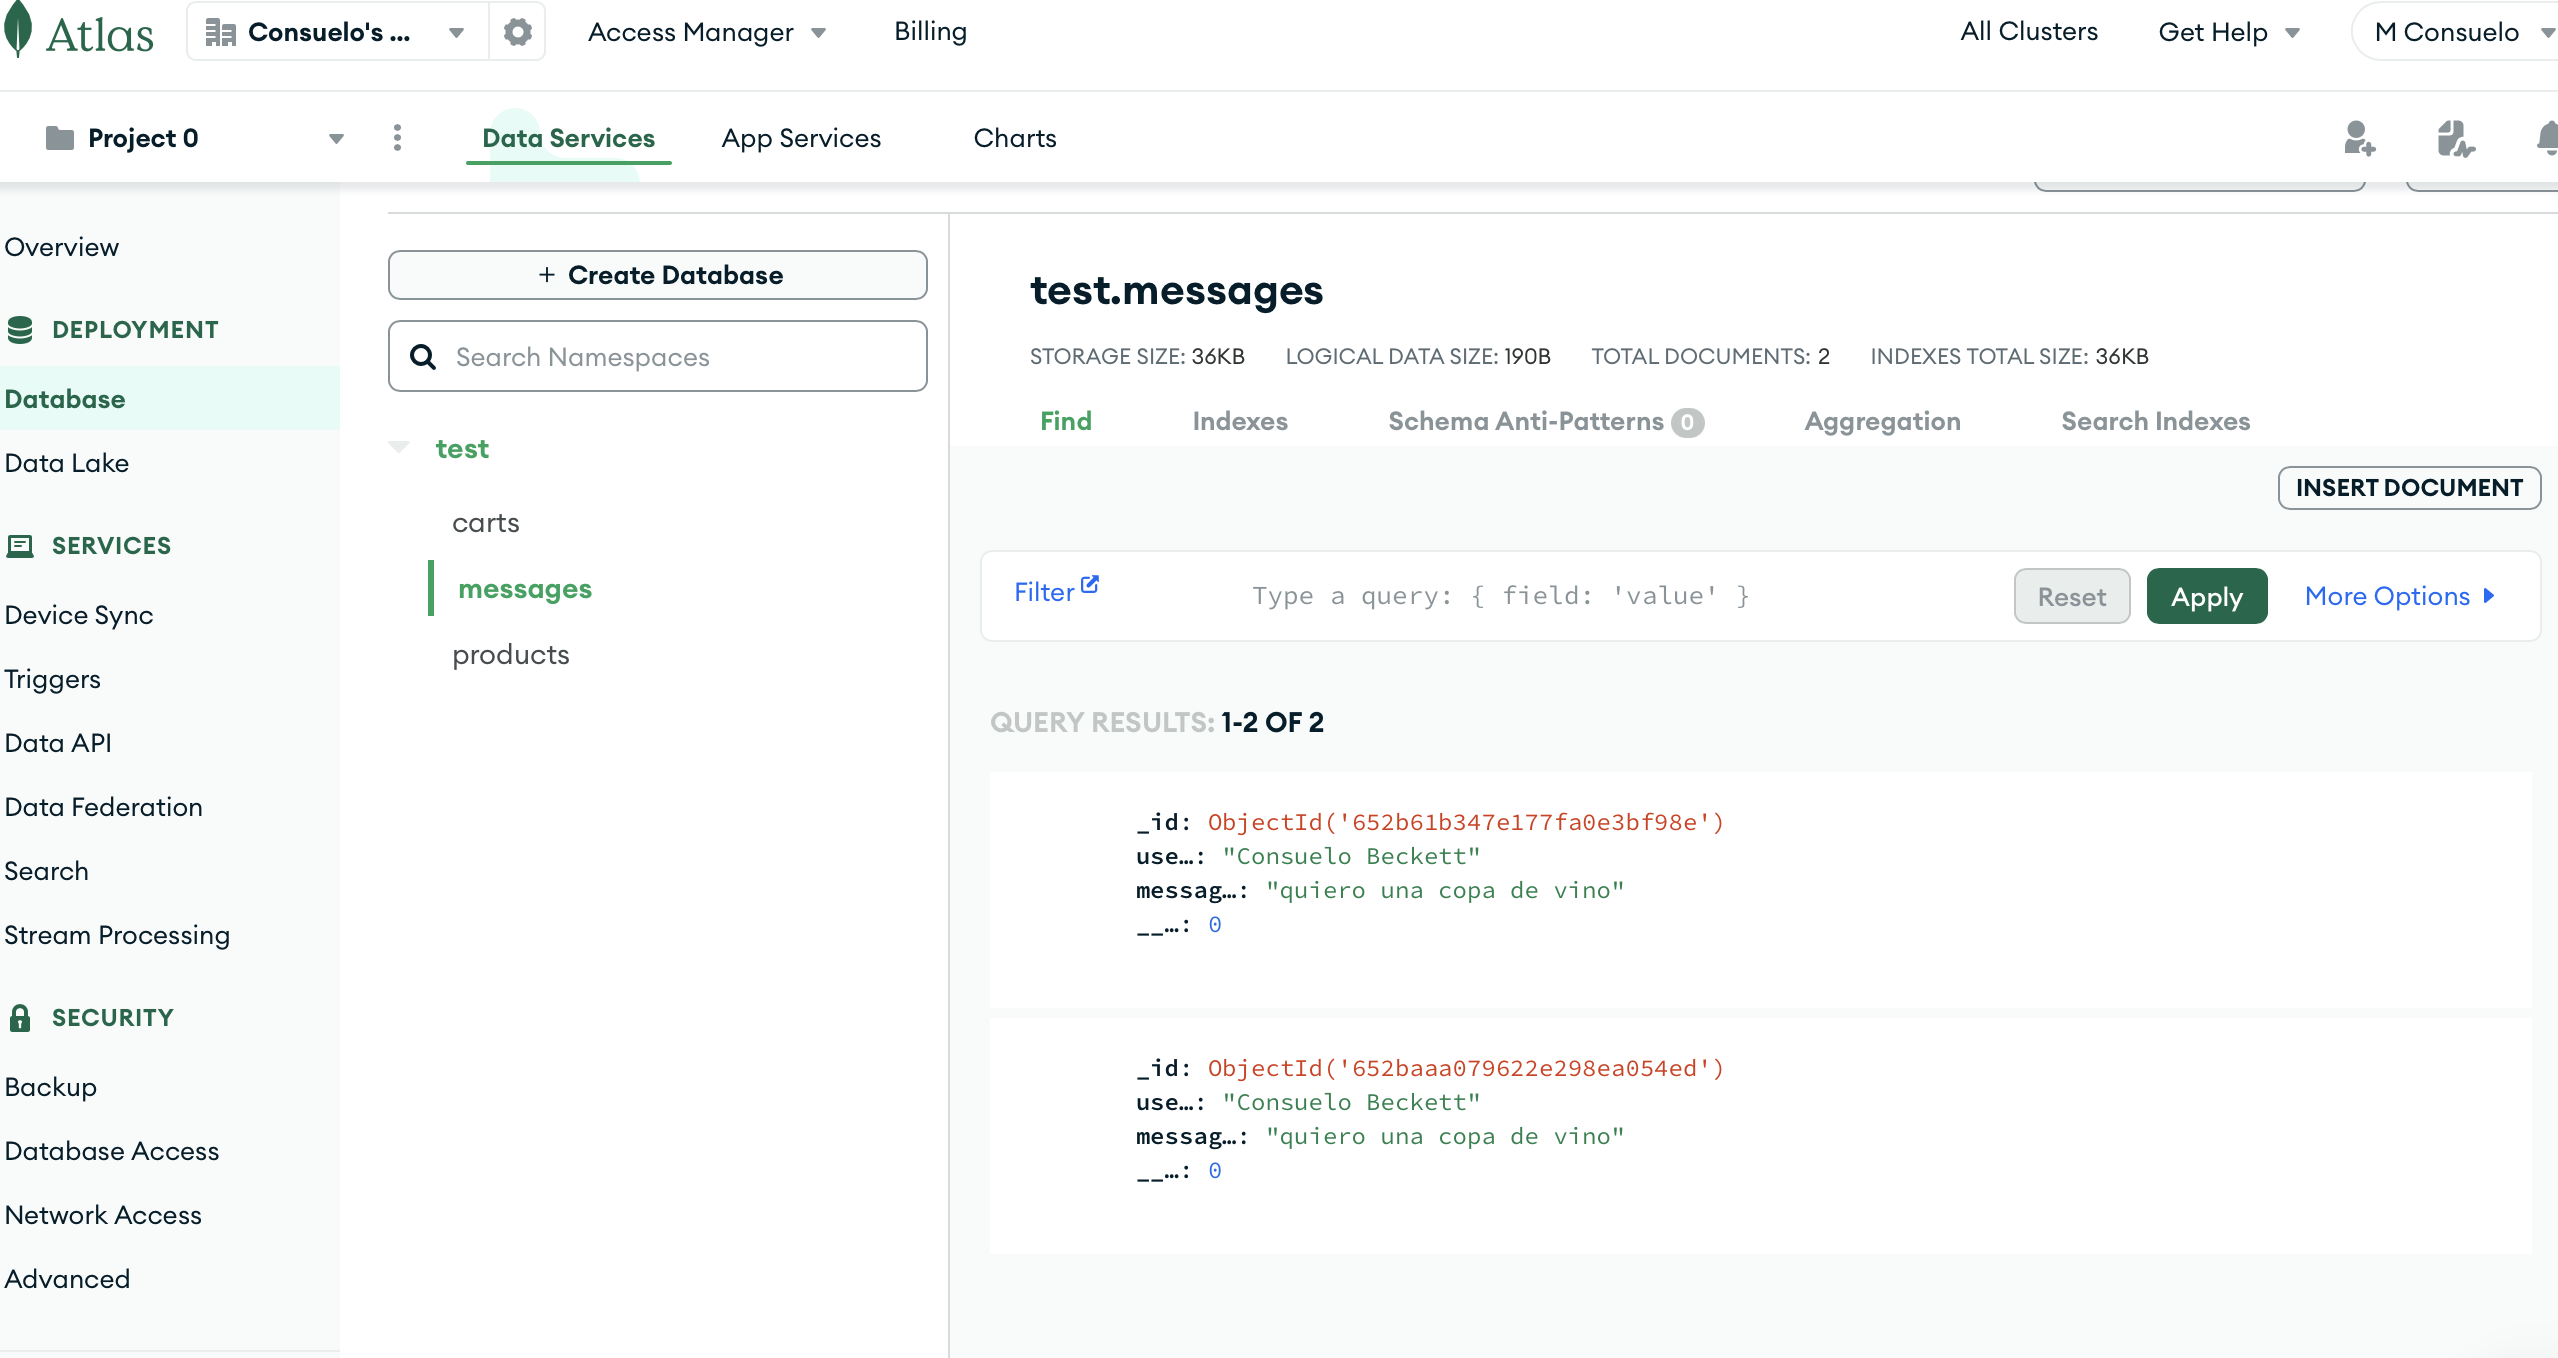 Atlas
Consuelo's ...
Access Manager
Billing
All Clusters
Get Help
M Consuelo
Project 0
Data Services
App Services
Charts
Overview
DEPLOYMENT
Database
Data Lake
SERVICES
Device Sync
Triggers
Data API
Data Federation
Search
Stream Processing
SECURITY
Backup
Database Access
Network Access
Advanced
+ Create Database
Search Namespaces
test
carts
messages
products
test.messages
STORAGE SIZE: 36KB LOGICAL DATA SIZE: 190B TOTAL DOCUMENTS: 2 INDEXES TOTAL SIZE: 36KB
Find Indexes Schema Anti-Patterns 0 Aggregation Search Indexes
INSERT DOCUMENT
Filter Type a query: { field: 'value' } Reset Apply More Options
QUERY RESULTS: 1-2 OF 2
_id: ObjectId('652b61b347e177fa0e3bf98e')
use…: "Consuelo Beckett"
messag…: "quiero una copa de vino"
__…: 0
_id: ObjectId('652baaa079622e298ea054ed')
use…: "Consuelo Beckett"
messag…: "quiero una copa de vino"
__…: 0